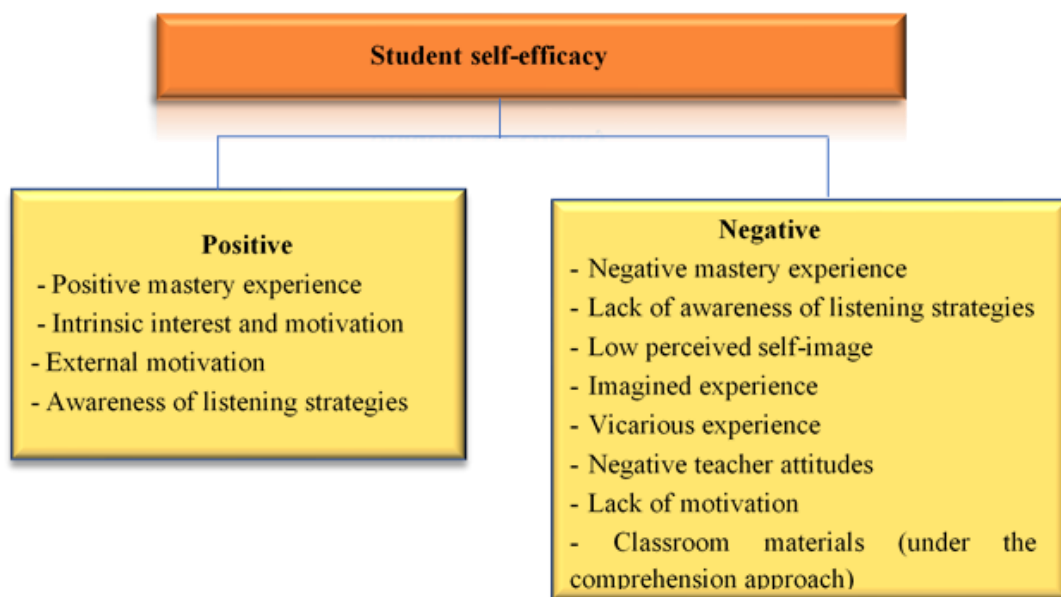 Student self-efficacy
Positive
- Positive mastery experience
- Intrinsic interest and motivation
- External motivation
- Awareness of listening strategies
Negative
- Negative mastery experience
- Lack of awareness of listening strategies
- Low perceived self-image
- Imagined experience
- Vicarious experience
- Negative teacher attitudes
- Lack of motivation
- Classroom materials (under the
comprehension approach)